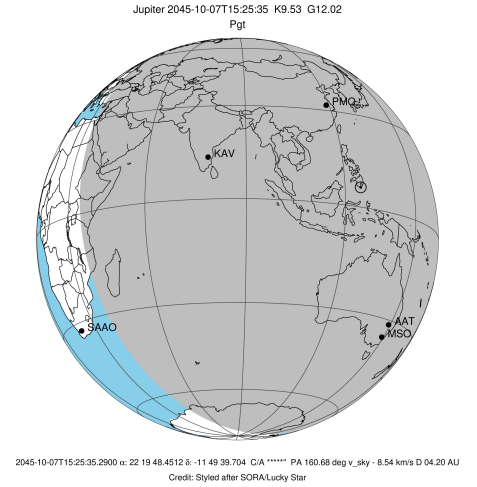 Jupiter 2045-10-07T15:25:35 K9.53 G12.02
Pgt
PMO
KAV
SAAO
AAT
MSO
2045-10-07T15:25:35.2900 α: 22 19 48.4512 δ: -11 49 39.704 C/A *****" PA 160.68 deg v_sky - 8.54 km/s D 04.20 AU
Credit: Styled after SORA/Lucky Star